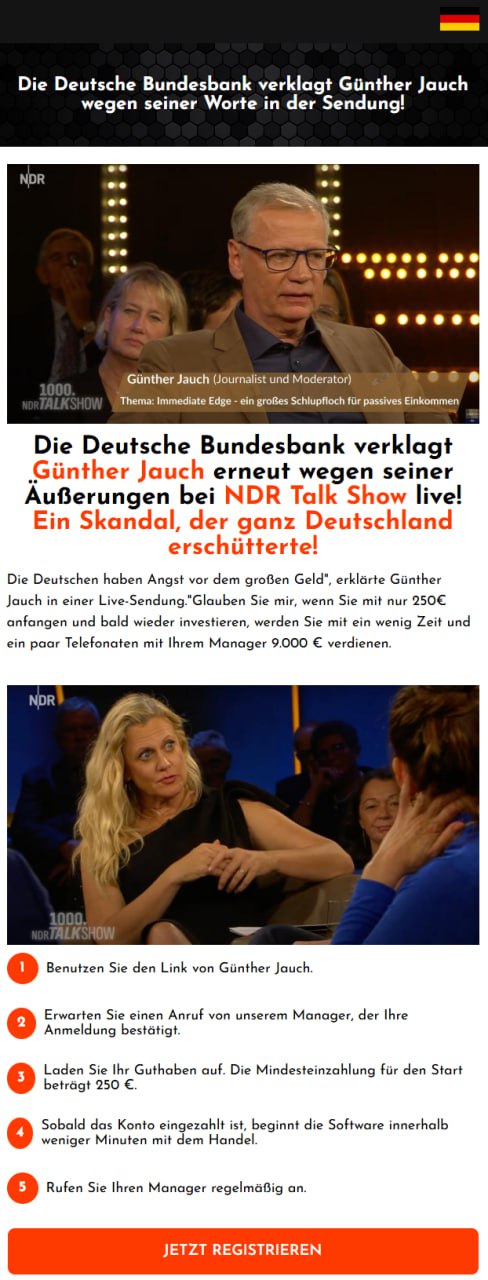 Die Deutsche Bundesbank verklagt Günther Jauch
wegen seiner Worte in der Sendung!
NDR
1000.
NDR TALKSHOW
Günther Jauch (Journalist und Moderator)
Thema: Immediate Edge - ein großes Schlupfloch für passives Einkommen
Die Deutsche Bundesbank verklagt
Günther Jauch erneut wegen seiner
Äußerungen bei NDR Talk Show live!
Ein Skandal, der ganz Deutschland
erschütterte!
Die Deutschen haben Angst vor dem großen Geld", erklärte Günther
Jauch in einer Live-Sendung."Glauben Sie mir, wenn Sie mit nur 250€
anfangen und bald wieder investieren, werden Sie mit ein wenig Zeit und
ein paar Telefonaten mit Ihrem Manager 9.000 € verdienen.
NDR
1000.
NDR TALKSHOW
1 Benutzen Sie den Link von Günther Jauch.
2 Erwarten Sie einen Anruf von unserem Manager, der Ihre
Anmeldung bestätigt.
3 Laden Sie Ihr Guthaben auf. Die Mindesteinzahlung für den Start
beträgt 250 €.
4 Sobald das Konto eingezahlt ist, beginnt die Software innerhalb
weniger Minuten mit dem Handel.
5 Rufen Sie Ihren Manager regelmäßig an.
JETZT REGISTRIEREN